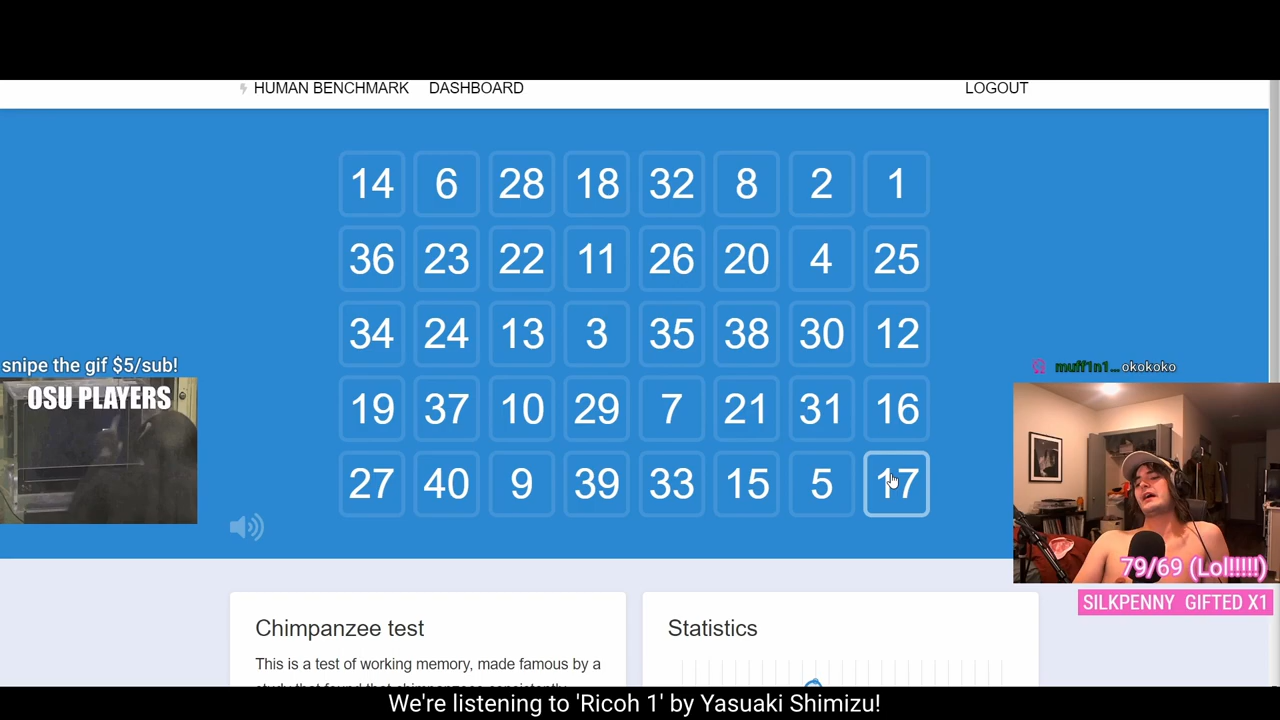 HUMAN BENCHMARK DASHBOARD LOGOUT
14 6 28 18 32 8 2 1
36 23 22 11 26 20 4 25
34 24 13 3 35 38 30 12
19 37 10 29 7 21 31 16
27 40 9 39 33 15 5 17
snipe the gif $5/sub!
OSU PLAYERS
muff1n1... okokoko
79/69 (Lol!!!!!)
SILKPENNY GIFTED X1
Chimpanzee test
This is a test of working memory, made famous by a
Statistics
We're listening to 'Ricoh 1' by Yasuaki Shimizu!